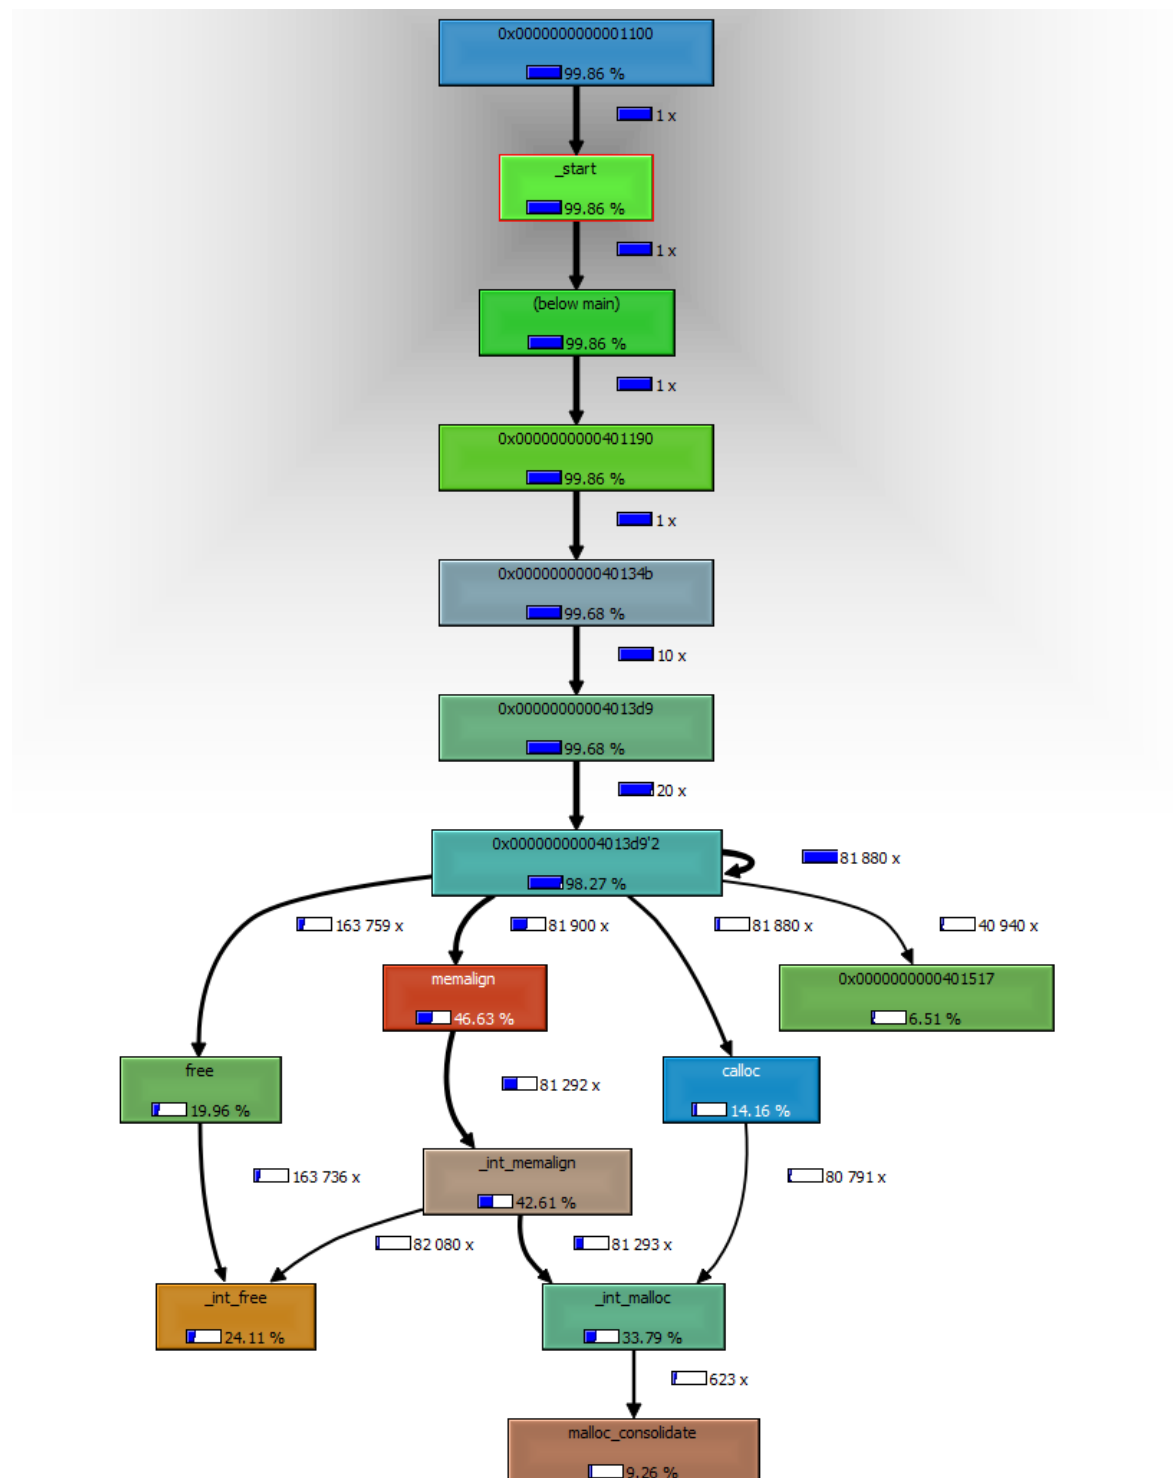 0x0000000000001100
99.86 %
1 x
_start
99.86 %
1 x
(below main)
99.86 %
1 x
0x0000000000401190
99.86 %
1 x
0x000000000040134b
99.68 %
10 x
0x00000000004013d9
99.68 %
20 x
0x00000000004013d9'2
98.27 %
81 880 x
163 759 x
81 900 x
81 880 x
40 940 x
memalign
46.63 %
0x0000000000401517
6.51 %
free
19.96 %
81 292 x
calloc
14.16 %
163 736 x
_int_memalign
42.61 %
80 791 x
82 080 x
81 293 x
_int_free
24.11 %
_int_malloc
33.79 %
623 x
malloc_consolidate
9.26 %